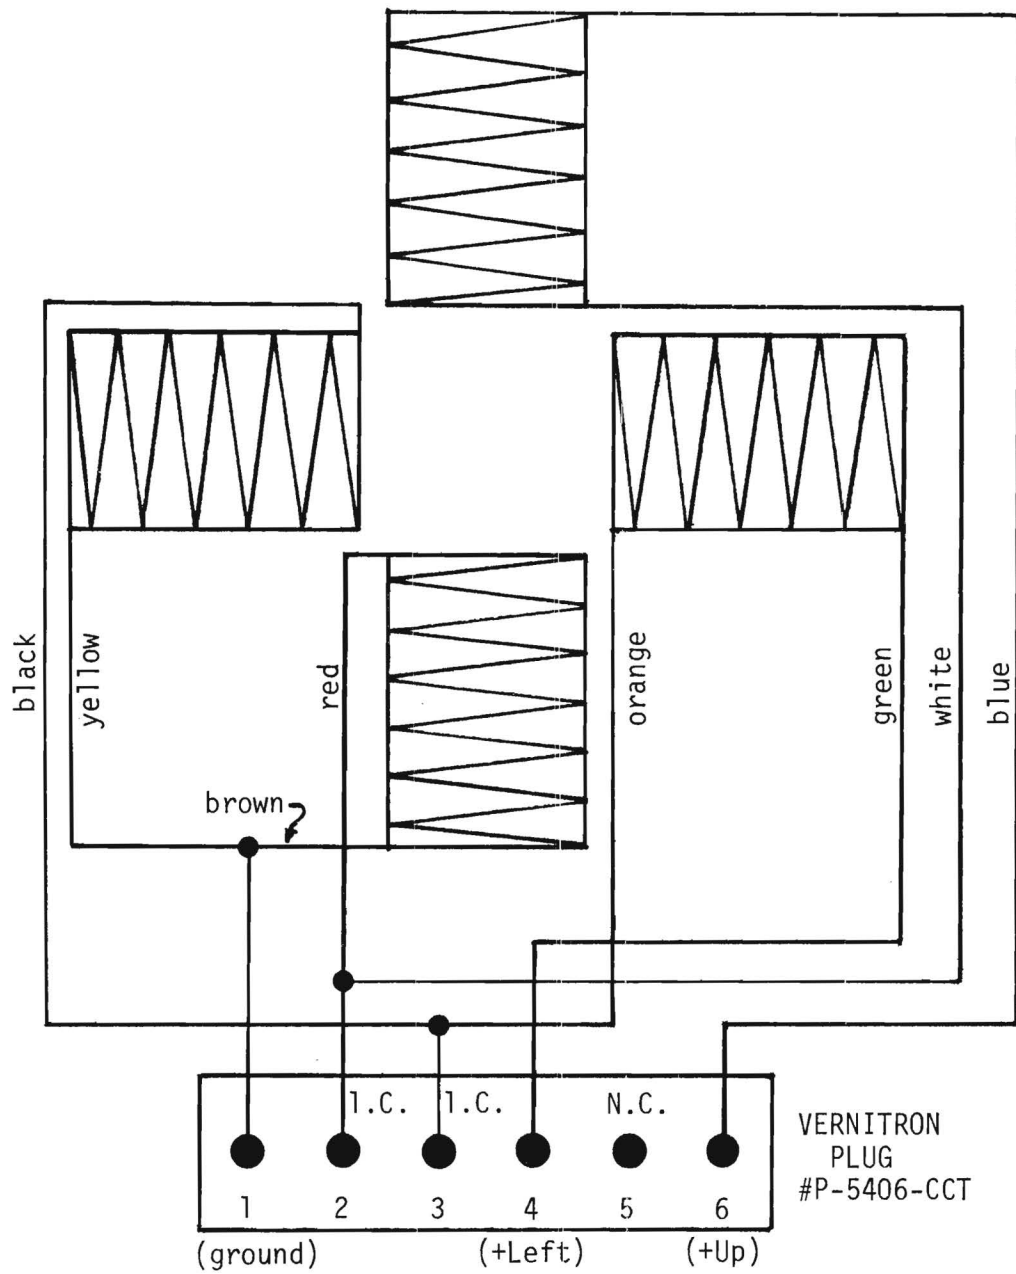 black
yellow
red
orange
green
white
blue
brown
I.C.
I.C.
N.C.
VERNITRON
PLUG
#P-5406-CCT
1
2
3
4
5
6
(ground)
(+Left)
(+Up)